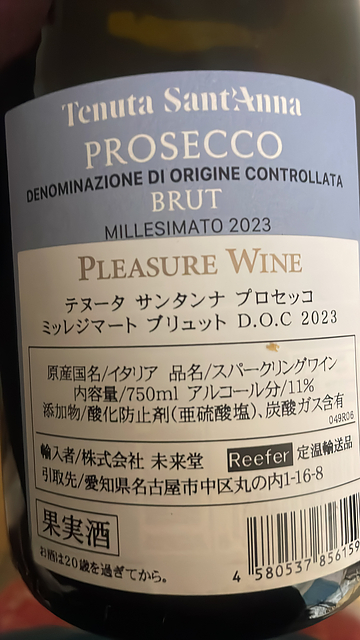 Tenuta Sant'Anna
PROSECCO
DENOMINAZIONE DI ORIGINE CONTROLLATA
BRUT
MILLESIMATO 2023
PLEASURE WINE
テヌータ サンタンナ プロセッコ
ミッレジマート ブリュット D.O.C 2023
原産国名/イタリア 品名/スパークリングワイン
内容量/750ml アルコール分/11%
添加物/酸化防止剤(亜硫酸塩)、炭酸ガス含有
049R06
輸入者/株式会社 未来堂 Reefer 定温輸送品
引取先/愛知県名古屋市中区丸の内1-16-8
果実酒
お酒は20歳を過ぎてから。
4 580537 856159